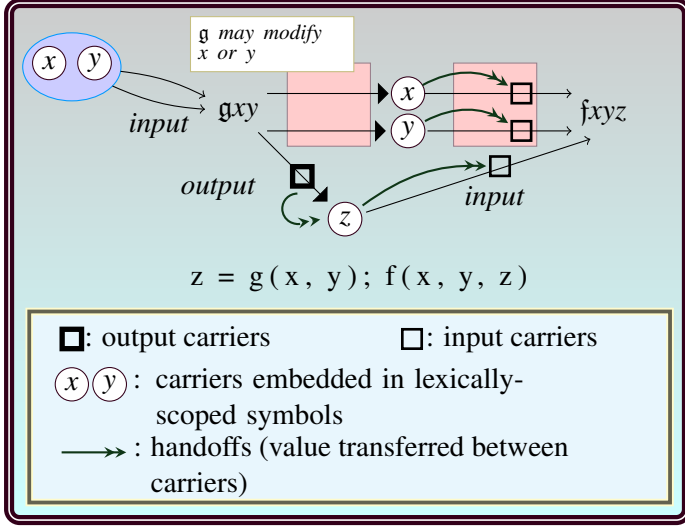 𝔤 may modify
x or y
x y
input
𝔤xy
x
y
𝔣xyz
output
input
z
z = g(x, y); f(x, y, z)
: output carriers
: input carriers
x y : carriers embedded in lexically-
scoped symbols
: handoffs (value transferred between
carriers)